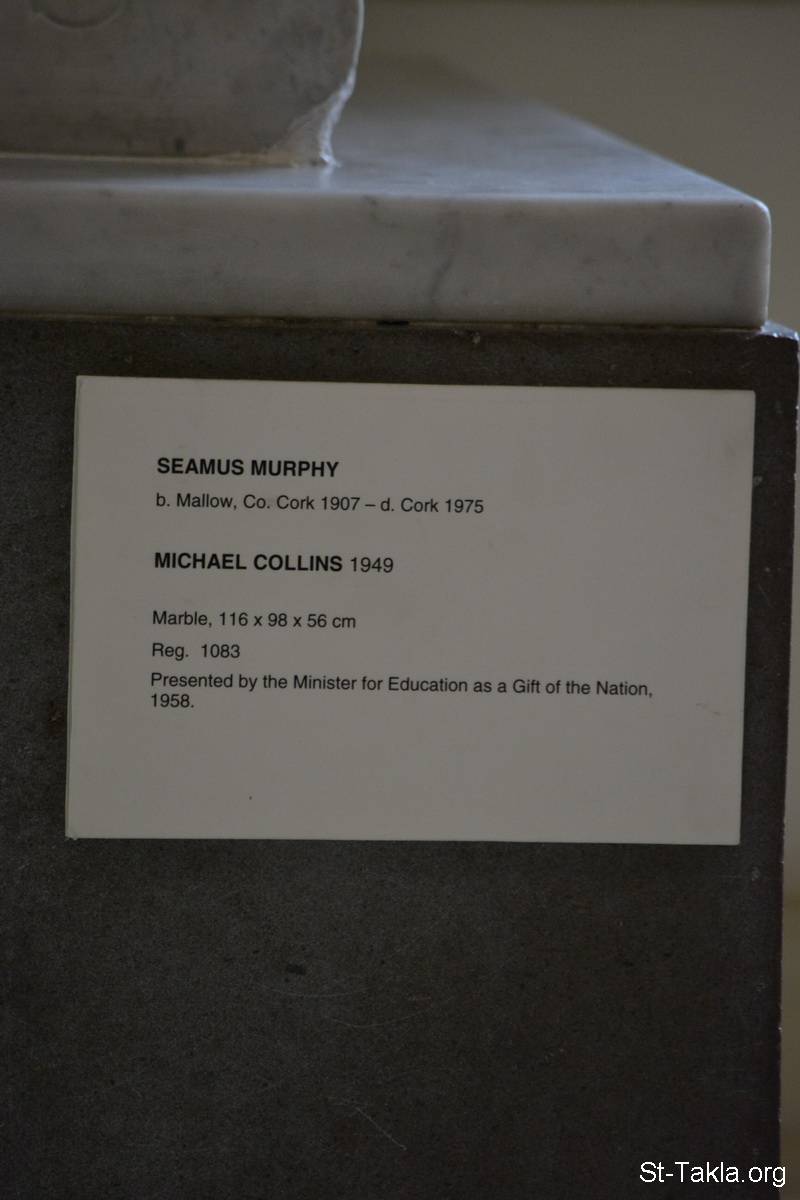 SEAMUS MURPHY
b. Mallow, Co. Cork 1907 – d. Cork 1975
MICHAEL COLLINS 1949
Marble, 116 x 98 x 56 cm
Reg. 1083
Presented by the Minister for Education as a Gift of the Nation,
1958.
St-Takla.org